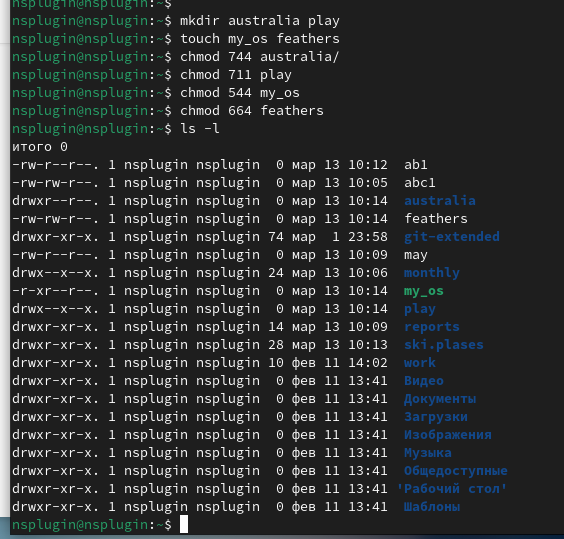 nsplugin@nsplugin:~$
nsplugin@nsplugin:~$ mkdir australia play
nsplugin@nsplugin:~$ touch my_os feathers
nsplugin@nsplugin:~$ chmod 744 australia/
nsplugin@nsplugin:~$ chmod 711 play
nsplugin@nsplugin:~$ chmod 544 my_os
nsplugin@nsplugin:~$ chmod 664 feathers
nsplugin@nsplugin:~$ ls -l
итого 0
-rw-r--r--. 1 nsplugin nsplugin  0 мар 13 10:12  ab1
-rw-rw-r--. 1 nsplugin nsplugin  0 мар 13 10:05  abc1
drwxr--r--. 1 nsplugin nsplugin  0 мар 13 10:14  australia
-rw-rw-r--. 1 nsplugin nsplugin  0 мар 13 10:14  feathers
drwxr-xr-x. 1 nsplugin nsplugin 74 мар  1 23:58  git-extended
-rw-r--r--. 1 nsplugin nsplugin  0 мар 13 10:09  may
drwx--x--x. 1 nsplugin nsplugin 24 мар 13 10:06  monthly
-r-xr--r--. 1 nsplugin nsplugin  0 мар 13 10:14  my_os
drwx--x--x. 1 nsplugin nsplugin  0 мар 13 10:14  play
drwxr-xr-x. 1 nsplugin nsplugin 14 мар 13 10:09  reports
drwxr-xr-x. 1 nsplugin nsplugin 28 мар 13 10:13  ski.plases
drwxr-xr-x. 1 nsplugin nsplugin 10 фев 11 14:02  work
drwxr-xr-x. 1 nsplugin nsplugin  0 фев 11 13:41  Видео
drwxr-xr-x. 1 nsplugin nsplugin  0 фев 11 13:41  Документы
drwxr-xr-x. 1 nsplugin nsplugin  0 фев 11 13:41  Загрузки
drwxr-xr-x. 1 nsplugin nsplugin  0 фев 11 13:41  Изображения
drwxr-xr-x. 1 nsplugin nsplugin  0 фев 11 13:41  Музыка
drwxr-xr-x. 1 nsplugin nsplugin  0 фев 11 13:41  Общедоступные
drwxr-xr-x. 1 nsplugin nsplugin  0 фев 11 13:41 'Рабочий стол'
drwxr-xr-x. 1 nsplugin nsplugin  0 фев 11 13:41  Шаблоны
nsplugin@nsplugin:~$